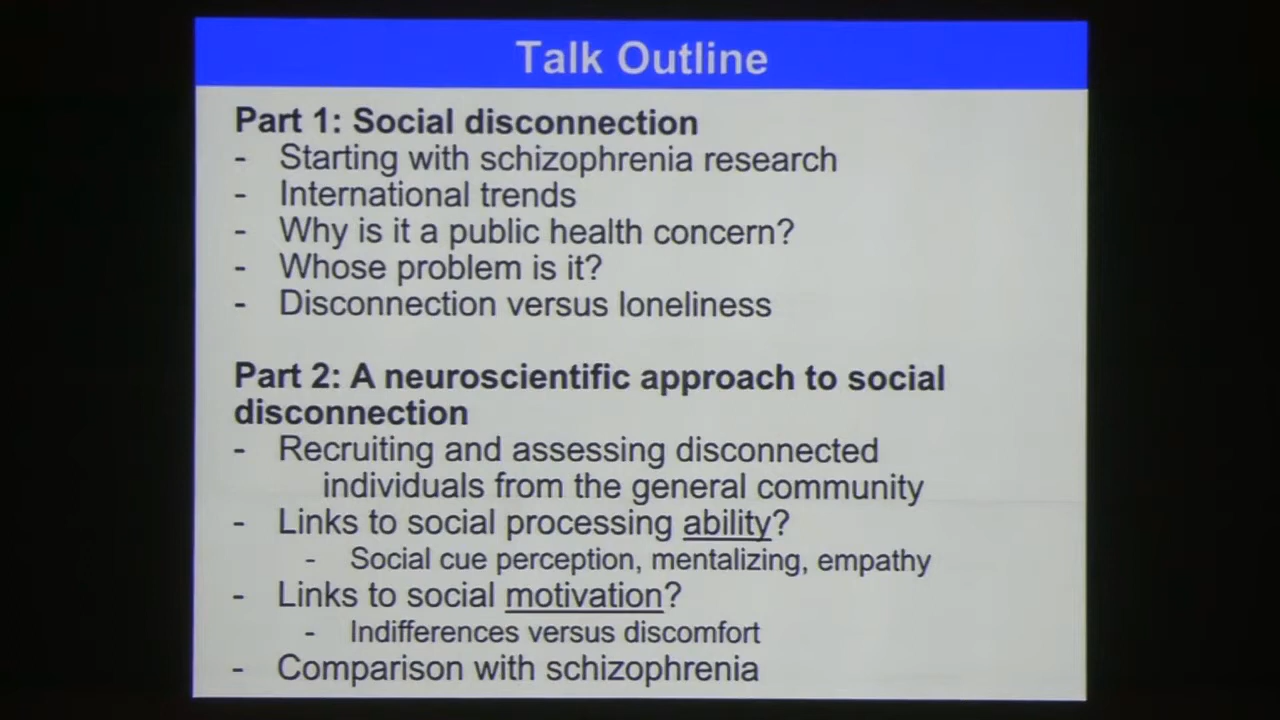 Talk Outline
Part 1: Social disconnection
- Starting with schizophrenia research
- International trends
- Why is it a public health concern?
- Whose problem is it?
- Disconnection versus loneliness
Part 2: A neuroscientific approach to social
disconnection
- Recruiting and assessing disconnected
individuals from the general community
- Links to social processing ability?
- Social cue perception, mentalizing, empathy
- Links to social motivation?
- Indifferences versus discomfort
- Comparison with schizophrenia